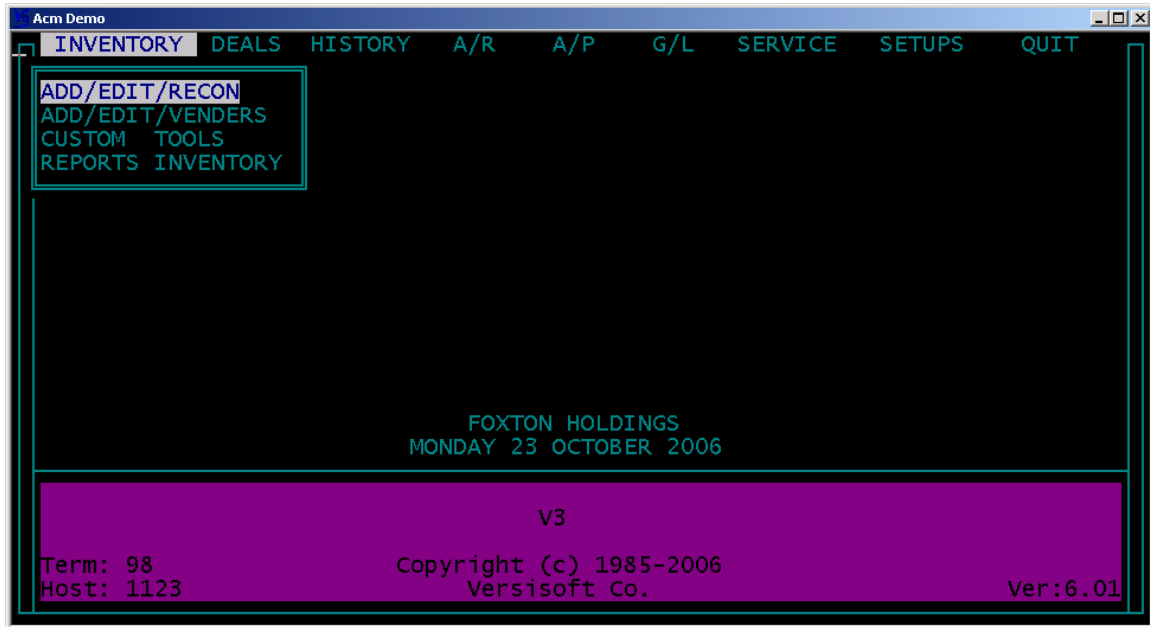 Acm Demo
INVENTORY DEALS HISTORY A/R A/P G/L SERVICE SETUPS QUIT
ADD/EDIT/RECON
ADD/EDIT/VENDERS
CUSTOM TOOLS
REPORTS INVENTORY
FOXTON HOLDINGS
MONDAY 23 OCTOBER 2006
V3
Term: 98 Copyright (c) 1985-2006
Host: 1123 Versisoft Co. Ver:6.01